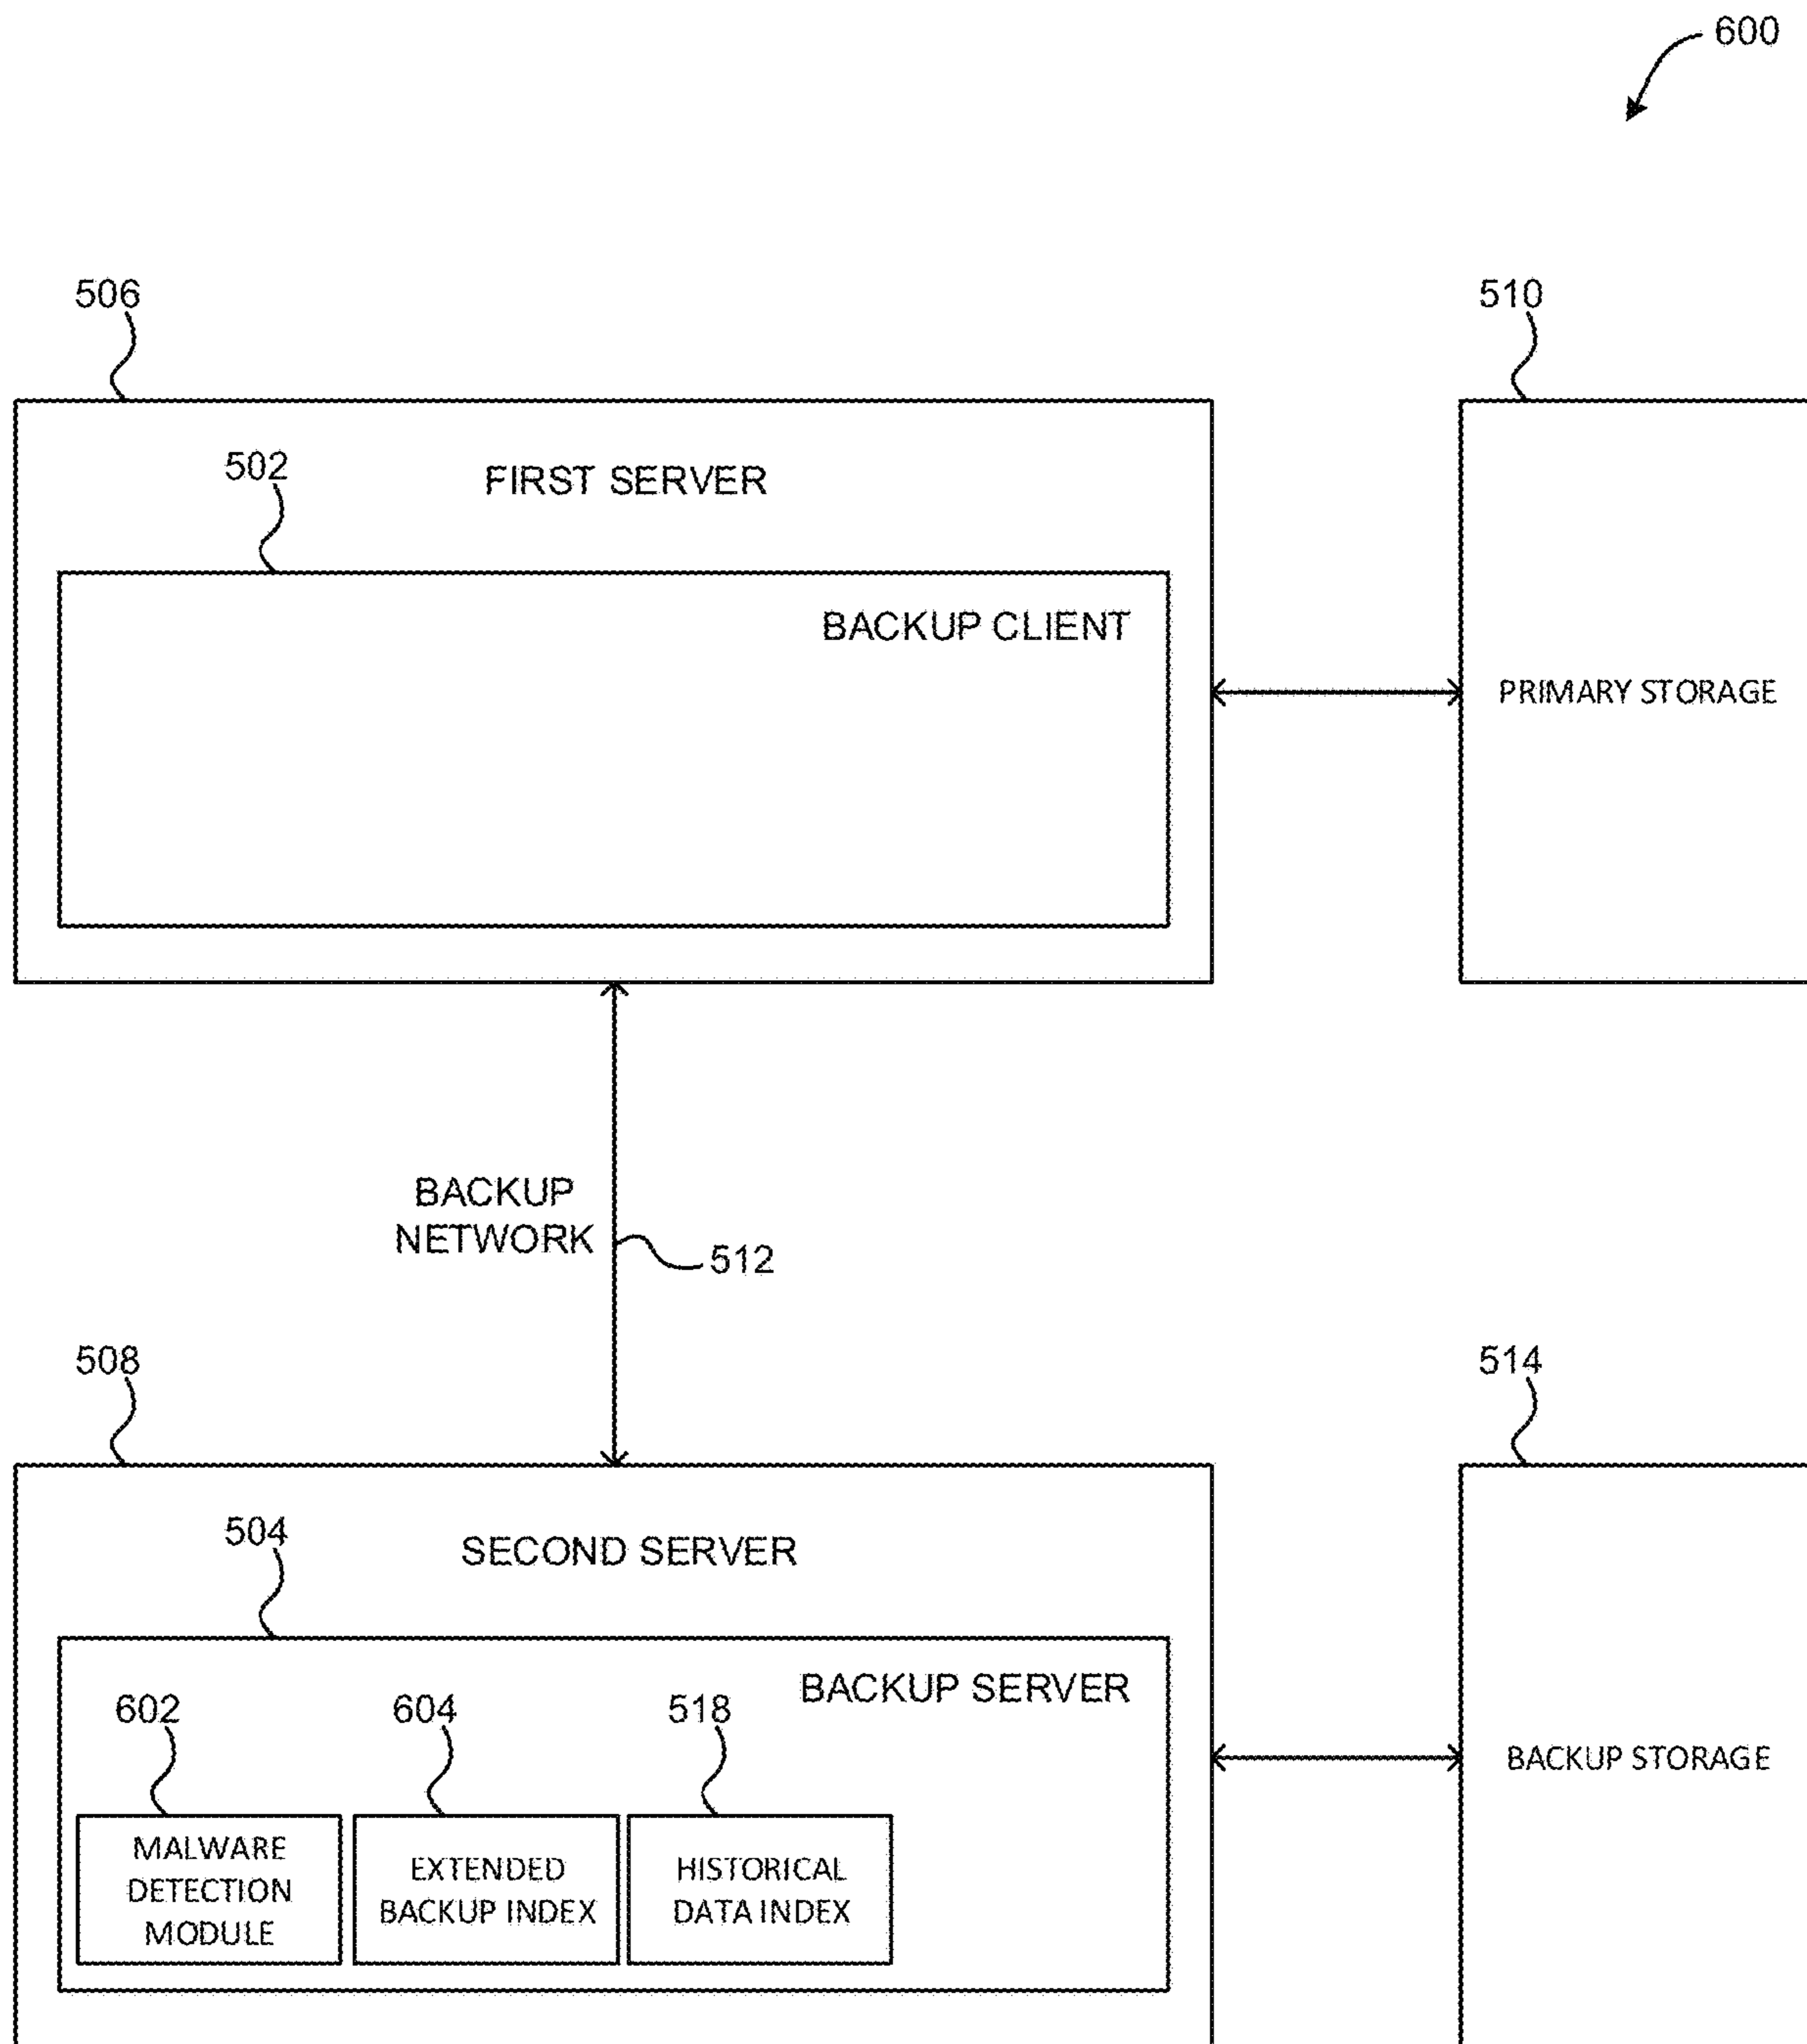 600
506
510
502
FIRST SERVER
BACKUP CLIENT
PRIMARY STORAGE
BACKUP
NETWORK
512
508
514
504
SECOND SERVER
BACKUP SERVER
602
604
518
BACKUP STORAGE
MALWARE
DETECTION
MODULE
EXTENDED
BACKUP INDEX
HISTORICAL
DATA INDEX